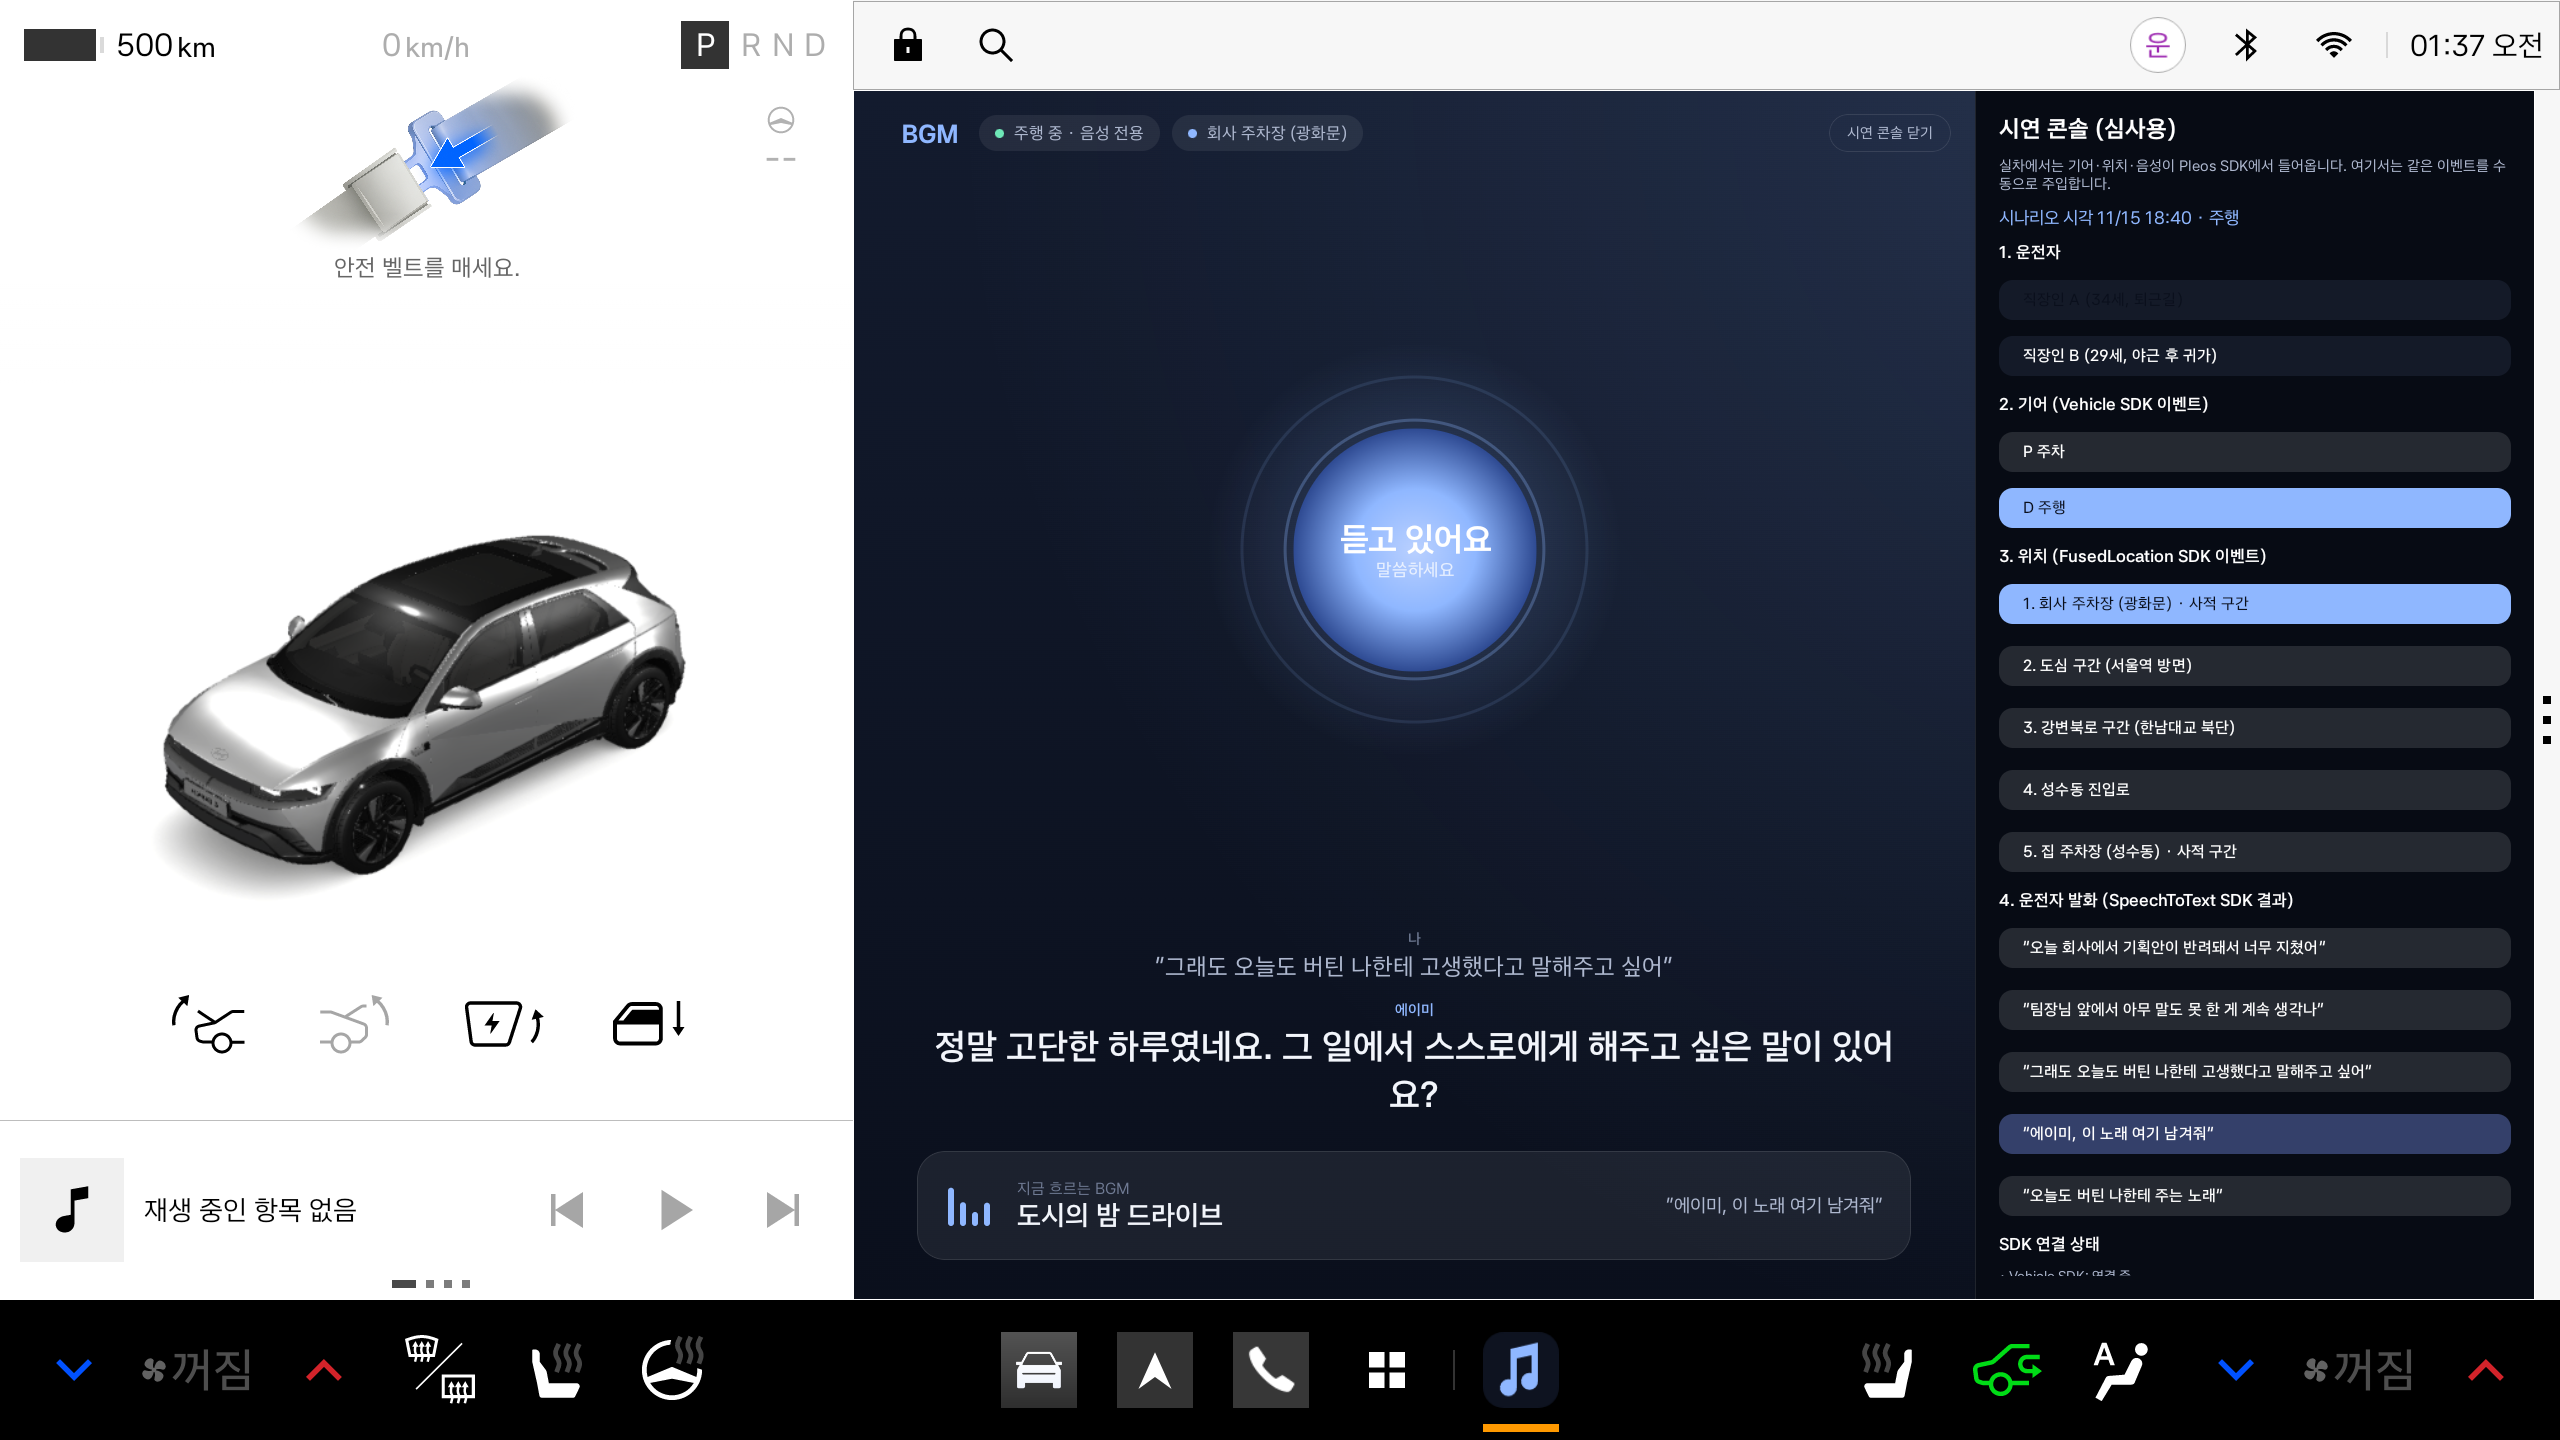 500 km
0 km/h
P R N D
안전 벨트를 매세요.
재생 중인 항목 없음
운
01:37 오전
BGM
주행 중 · 음성 전용
회사 주차장 (광화문)
시연 콘솔 닫기
듣고 있어요
말씀하세요
나
"그래도 오늘도 버틴 나한테 고생했다고 말해주고 싶어"
에이미
정말 고단한 하루였네요. 그 일에서 스스로에게 해주고 싶은 말이 있어
요?
지금 흐르는 BGM
도시의 밤 드라이브
"에이미, 이 노래 여기 남겨줘"
시연 콘솔 (심사용)
실차에서는 기어·위치·음성이 Pleos SDK에서 들어옵니다. 여기서는 같은 이벤트를 수
동으로 주입합니다.
시나리오 시각 11/15 18:40 · 주행
1. 운전자
직장인 A (34세, 퇴근길)
직장인 B (29세, 야근 후 귀가)
2. 기어 (Vehicle SDK 이벤트)
P 주차
D 주행
3. 위치 (FusedLocation SDK 이벤트)
1. 회사 주차장 (광화문) · 사적 구간
2. 도심 구간 (서울역 방면)
3. 강변북로 구간 (한남대교 북단)
4. 성수동 진입로
5. 집 주차장 (성수동) · 사적 구간
4. 운전자 발화 (SpeechToText SDK 결과)
"오늘 회사에서 기획안이 반려돼서 너무 지쳤어"
"팀장님 앞에서 아무 말도 못 한 게 계속 생각나"
"그래도 오늘도 버틴 나한테 고생했다고 말해주고 싶어"
"에이미, 이 노래 여기 남겨줘"
"오늘도 버틴 나한테 주는 노래"
SDK 연결 상태
꺼짐
A
꺼짐